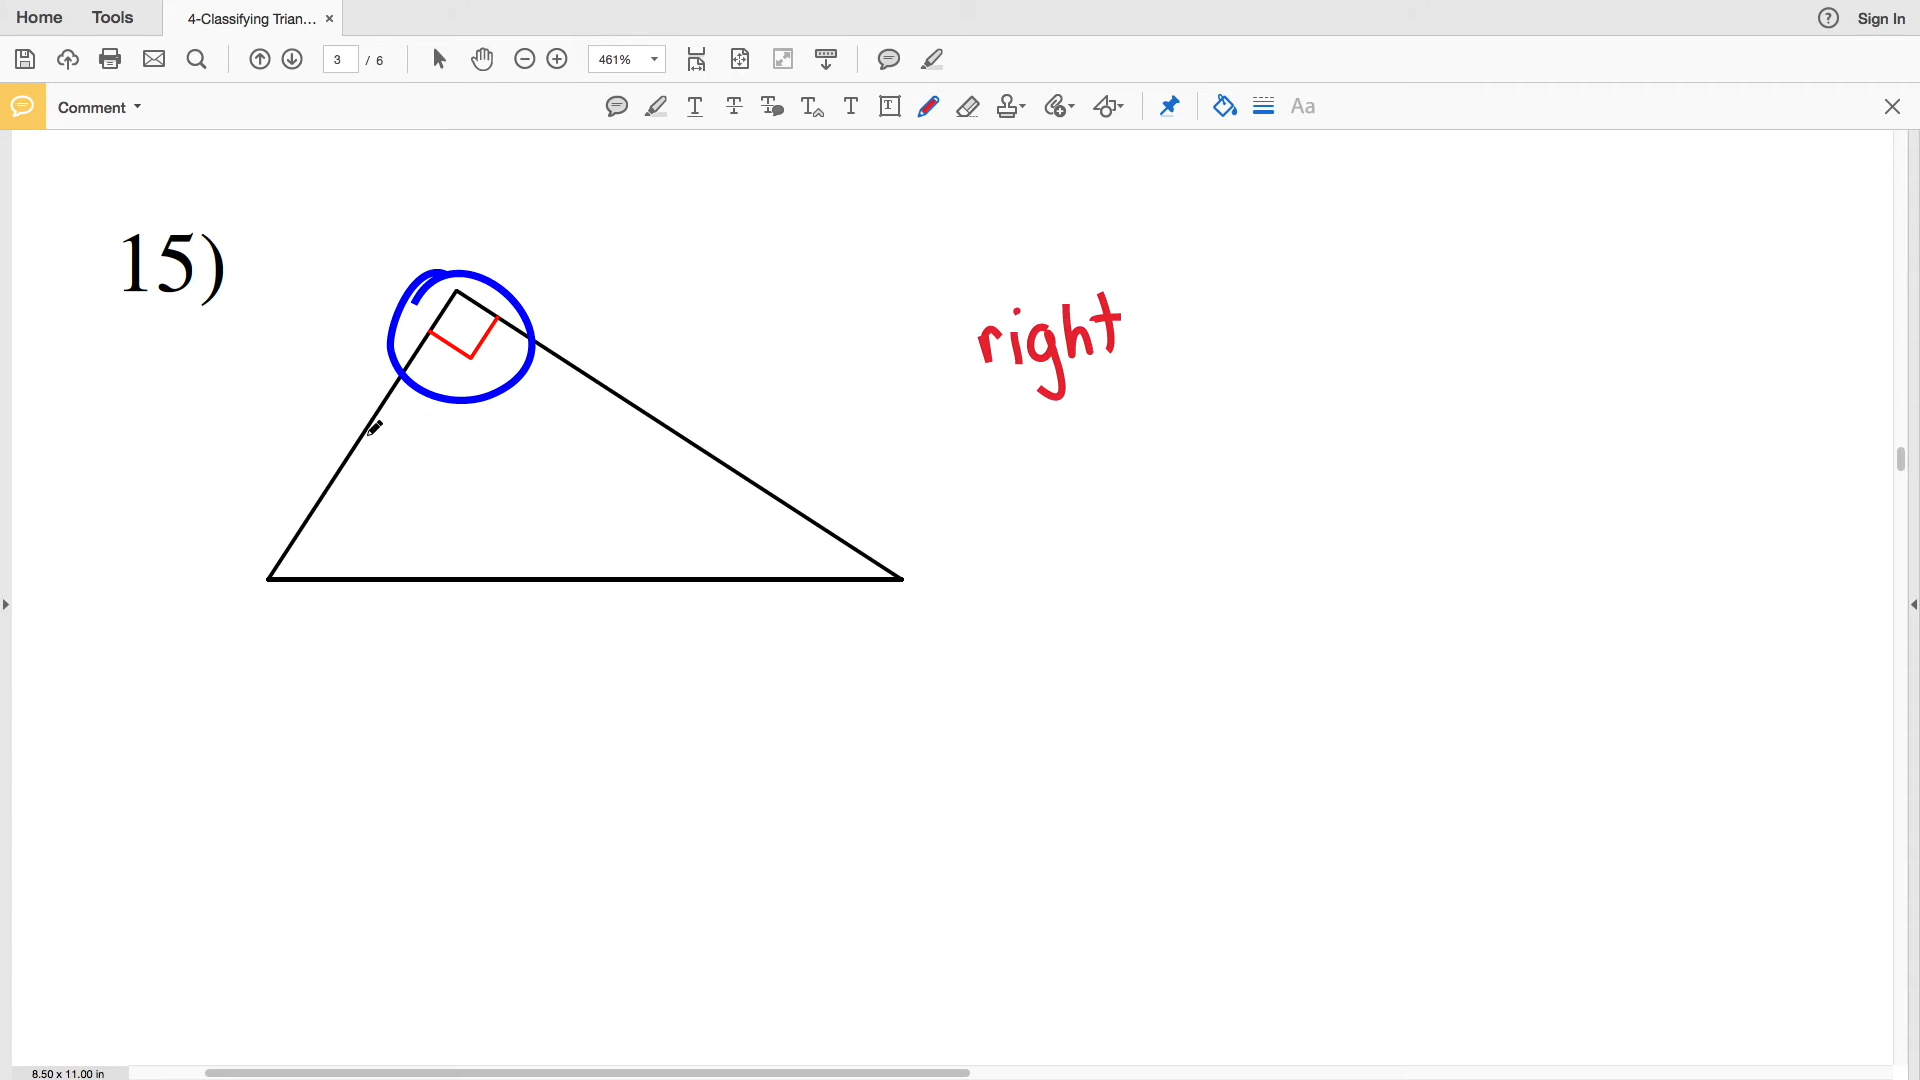 Home Tools 4-Classifying Trian... × ? Sign In
3 / 6 461%
Comment T T T T T T Aa
15)
right
8.50 x 11.00 in